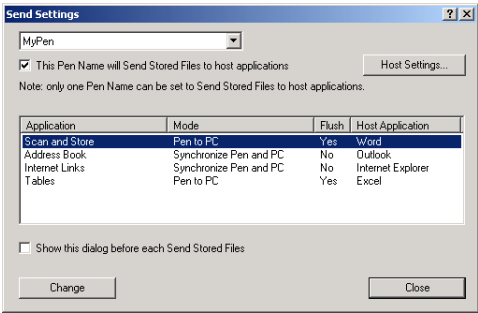 Send Settings
MyPen
This Pen Name will Send Stored Files to host applications
Host Settings...
Note: only one Pen Name can be set to Send Stored Files to host applications.
Application Mode Flush Host Application
Scan and Store Pen to PC Yes Word
Address Book Synchronize Pen and PC No Outlook
Internet Links Synchronize Pen and PC No Internet Explorer
Tables Pen to PC Yes Excel
Show this dialog before each Send Stored Files
Change Close